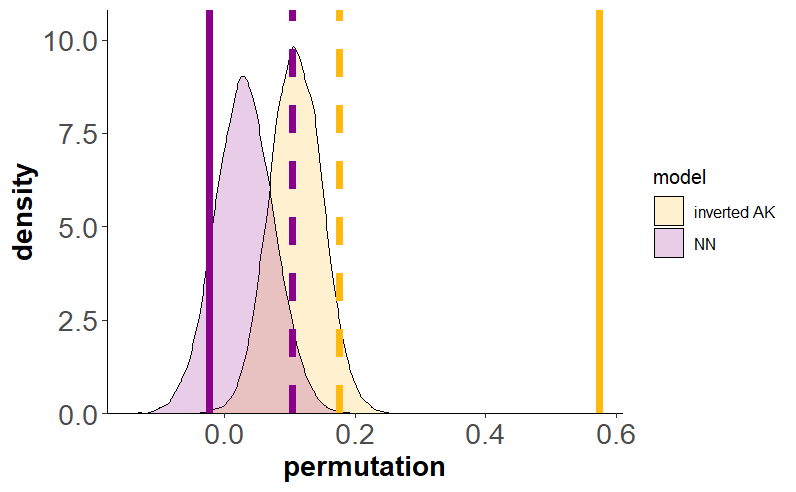 10.0
7.5
5.0
2.5
0.0
density
0.0 0.2 0.4 0.6
permutation
model
inverted AK
NN